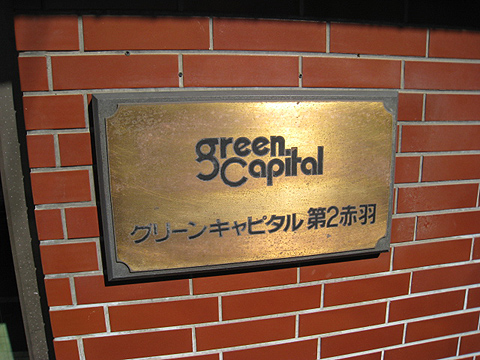 green
Capital
グリーンキャピタル 第2赤羽